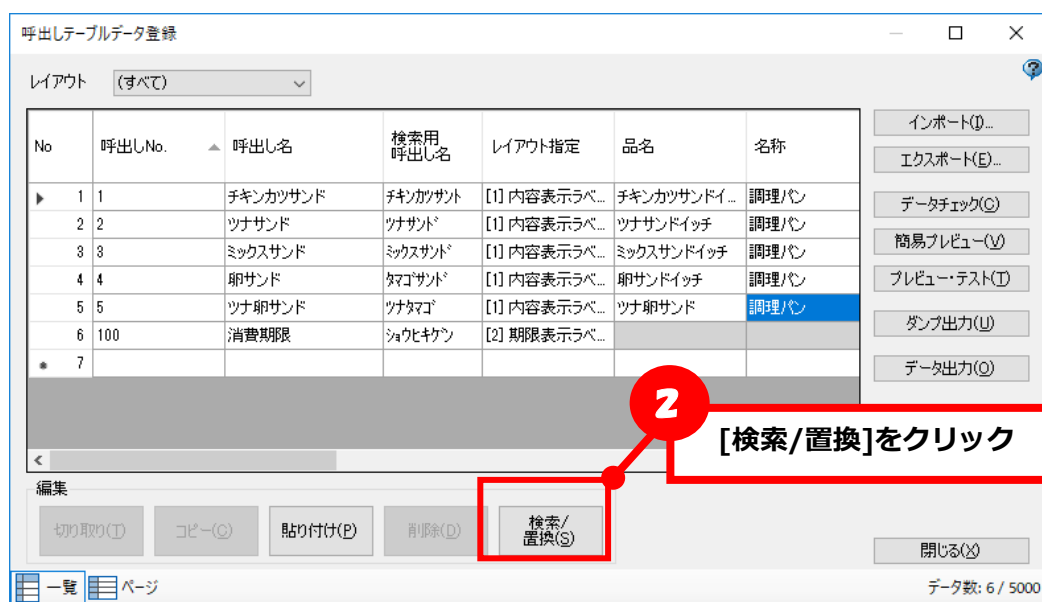 呼出しテーブルデータ登録
レイアウト (すべて)
No 呼出しNo. 呼出し名 検索用呼出し名 レイアウト指定 品名 名称
1 1 チキンカツサンド ﾁｷﾝｶﾂｻﾝﾄ [1] 内容表示ラベ... チキンカツサンドイ... 調理パン
2 2 ツナサンド ﾂﾅｻﾝﾄﾞ [1] 内容表示ラベ... ツナサンドイッチ 調理パン
3 3 ミックスサンド ﾐｯｸｽｻﾝﾄﾞ [1] 内容表示ラベ... ミックスサンドイッチ 調理パン
4 4 卵サンド ﾀﾏｺﾞｻﾝﾄﾞ [1] 内容表示ラベ... 卵サンドイッチ 調理パン
5 5 ツナ卵サンド ﾂﾅﾀﾏｺﾞ [1] 内容表示ラベ... ツナ卵サンド 調理パン
6 100 消費期限 ｼｮｳﾋｷｹﾞﾝ [2] 期限表示ラベ...
7
インポート(I)...
エクスポート(E)...
データチェック(C)
簡易プレビュー(V)
プレビュー・テスト(T)
ダンプ出力(U)
データ出力(O)
2
[検索/置換]をクリック
編集
切り取り(T) コピー(C) 貼り付け(P) 削除(D) 検索/
置換(S)
閉じる(X)
一覧 ページ データ数: 6 / 5000